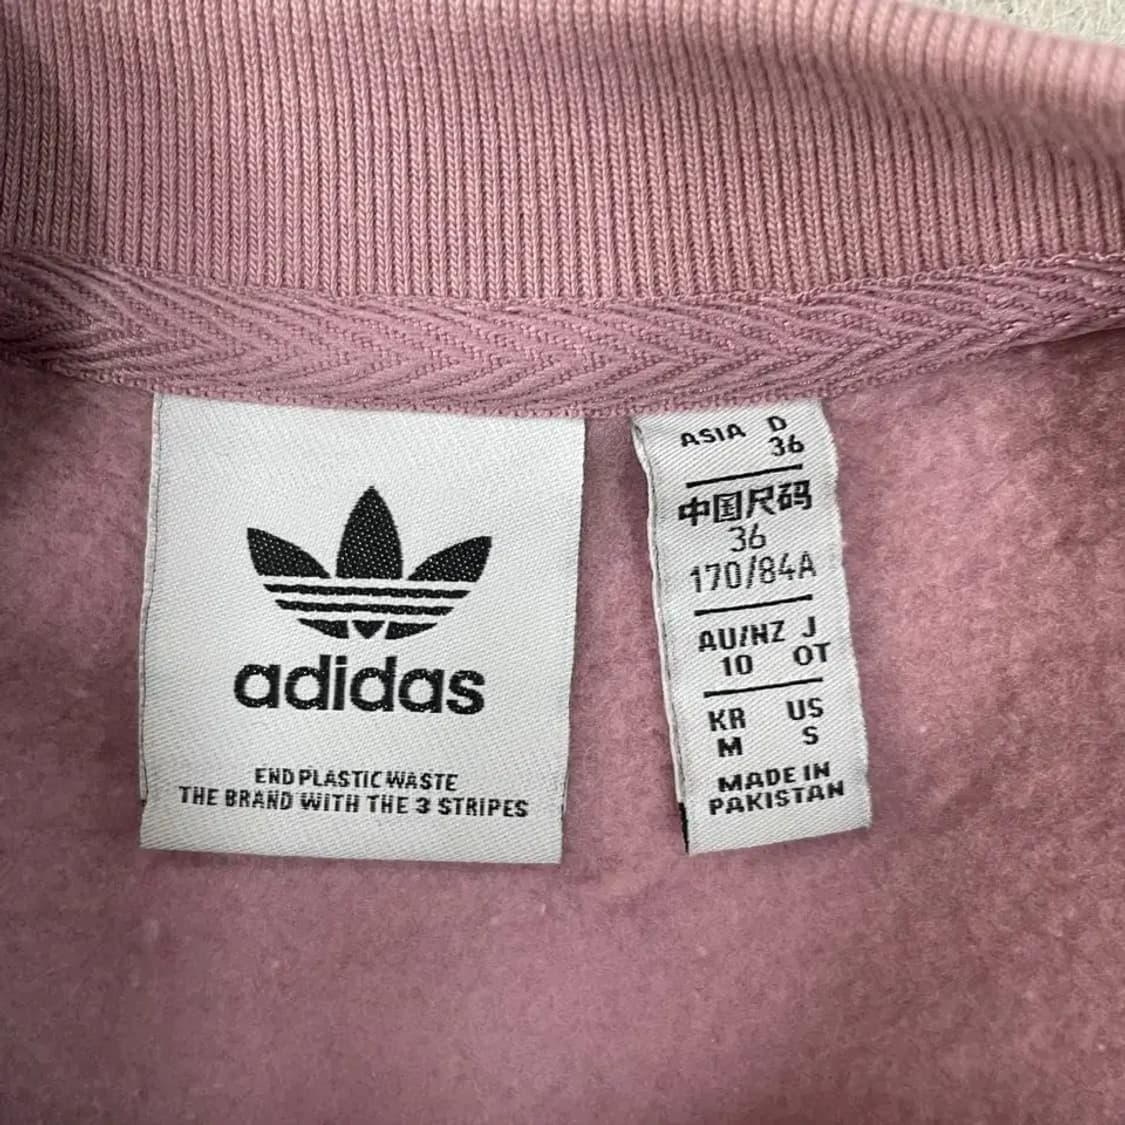 adidas
END PLASTIC WASTE
THE BRAND WITH THE 3 STRIPES
ASIA D
36
中国尺码
36
170/84A
AU/NZ J
10 OT
KR US
M S
MADE IN
PAKISTAN